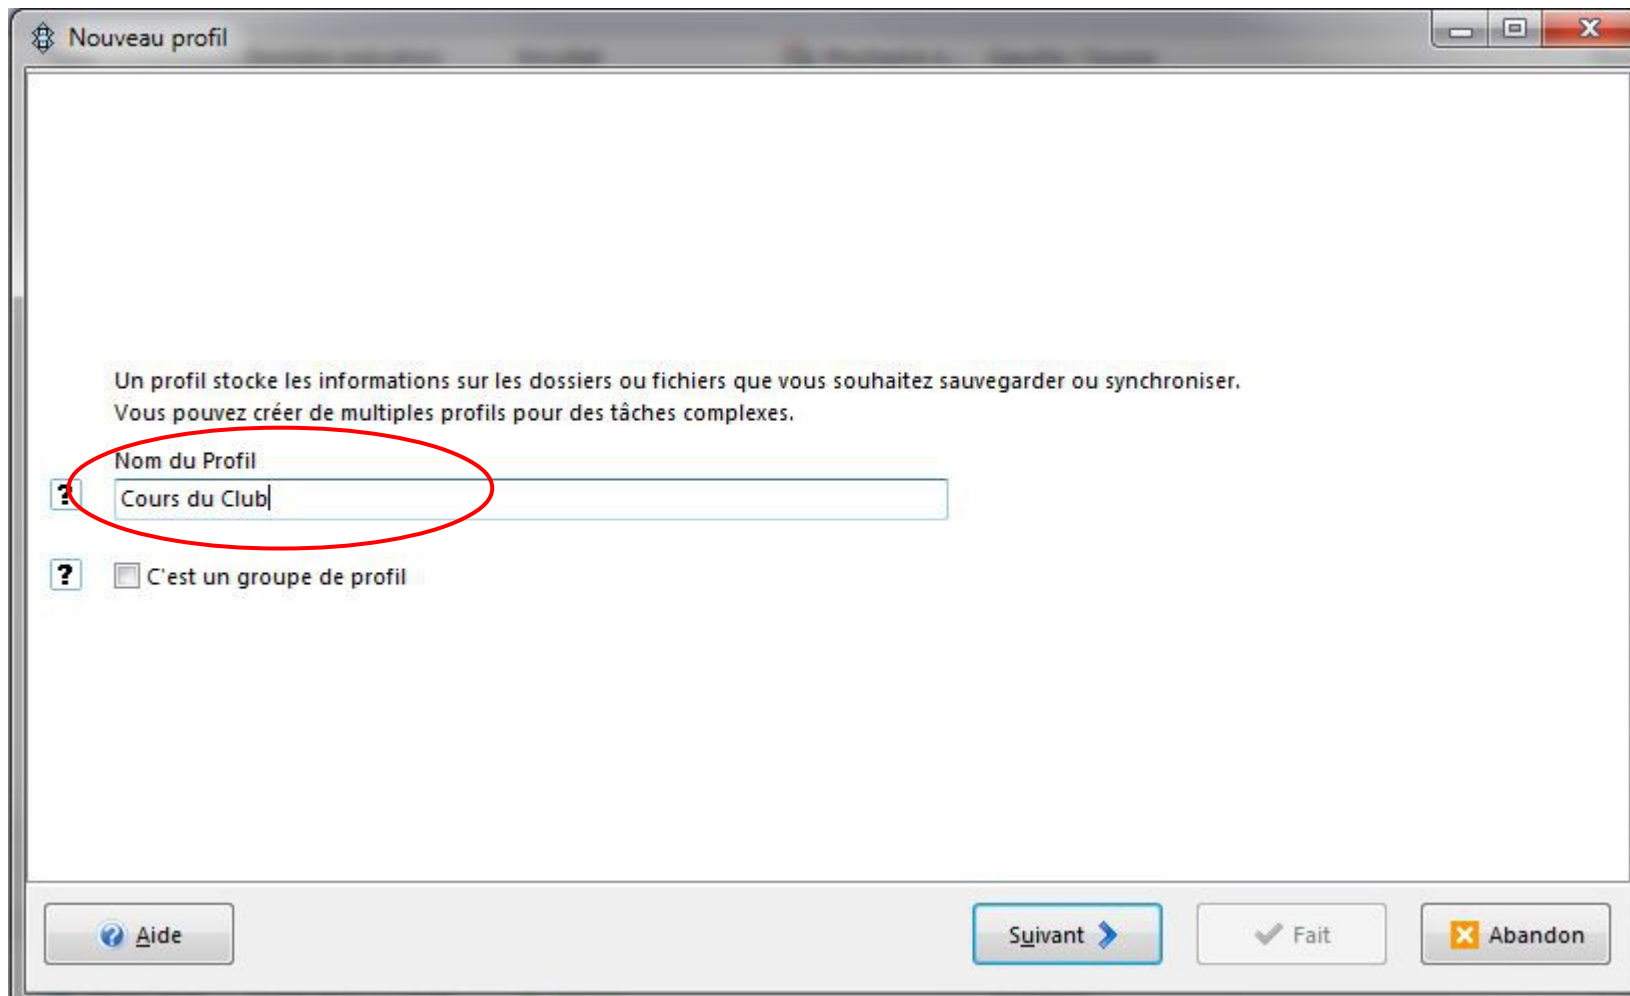 Nouveau profil
Un profil stocke les informations sur les dossiers ou fichiers que vous souhaitez sauvegarder ou synchroniser.
Vous pouvez créer de multiples profils pour des tâches complexes.
Nom du Profil
? Cours du Club
? C'est un groupe de profil
? Aide Suivant Fait Abandon